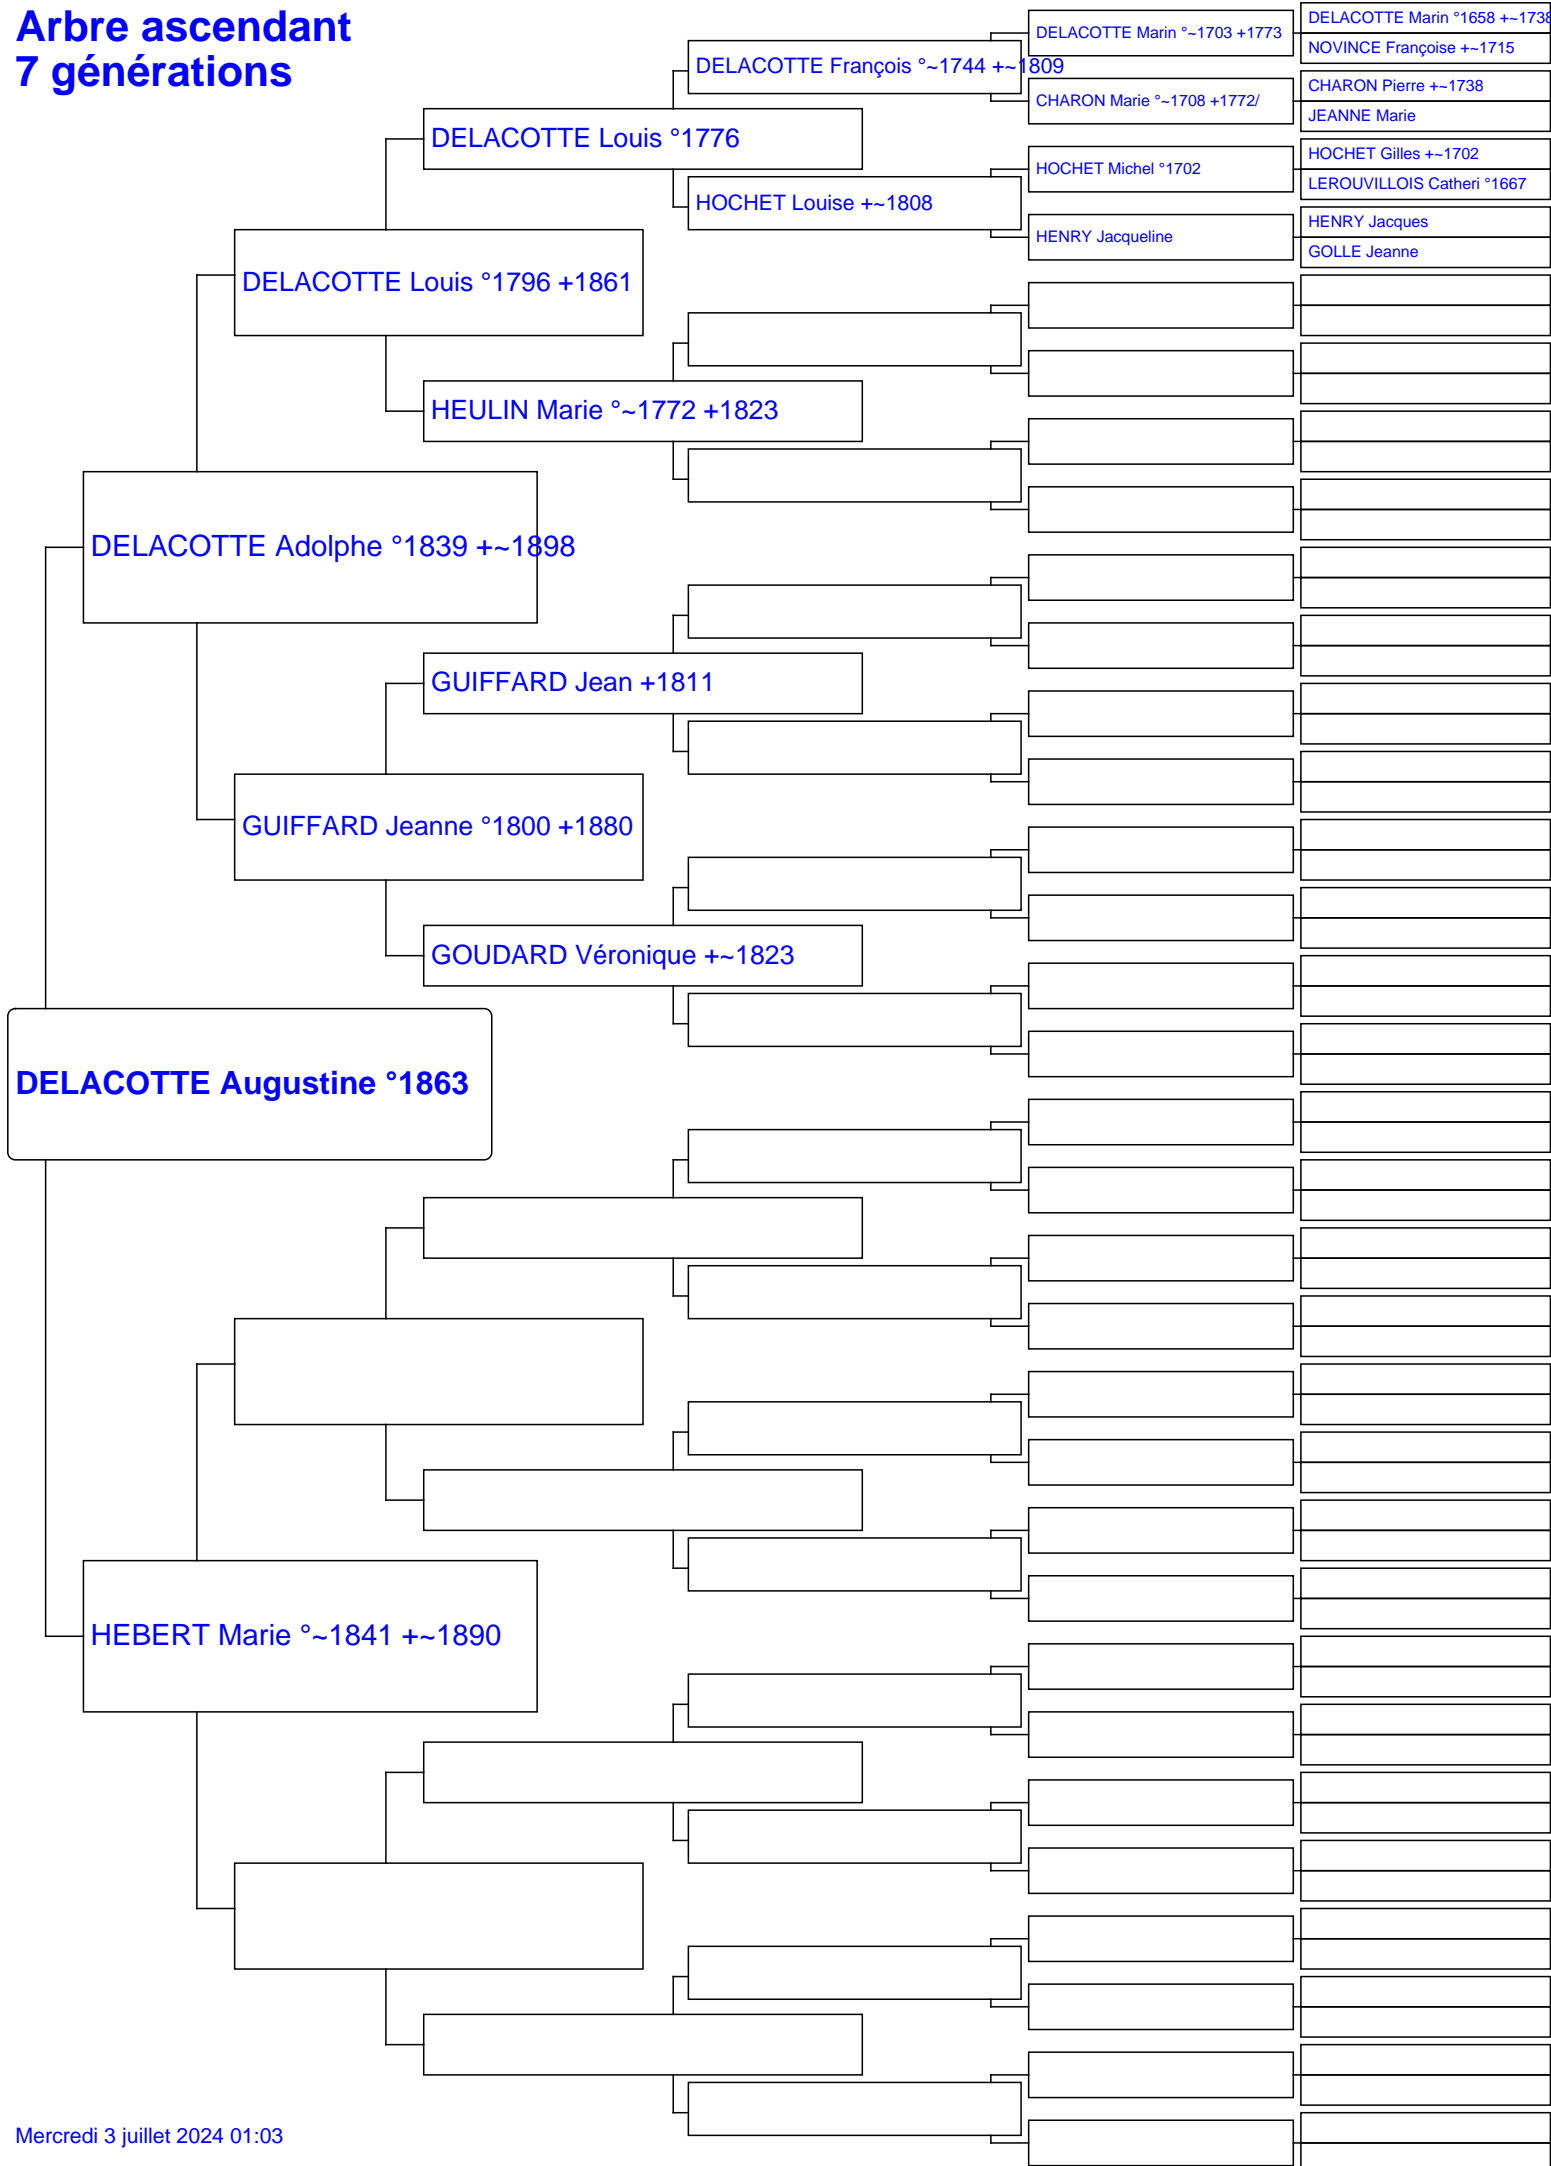 Arbre ascendant
7 générations
DELACOTTE Marin °1658 +~1738
DELACOTTE Marin °~1703 +1773
NOVINCE Françoise +~1715
DELACOTTE François °~1744 +~1809
CHARON Pierre +~1738
CHARON Marie °~1708 +1772/
JEANNE Marie
DELACOTTE Louis °1776
HOCHET Gilles +~1702
HOCHET Michel °1702
LEROUVILLOIS Catheri °1667
HOCHET Louise +~1808
HENRY Jacques
HENRY Jacqueline
GOLLE Jeanne
DELACOTTE Louis °1796 +1861
HEULIN Marie °~1772 +1823
DELACOTTE Adolphe °1839 +~1898
GUIFFARD Jean +1811
GUIFFARD Jeanne °1800 +1880
GOUDARD Véronique +~1823
DELACOTTE Augustine °1863
HEBERT Marie °~1841 +~1890
Mercredi 3 juillet 2024 01:03